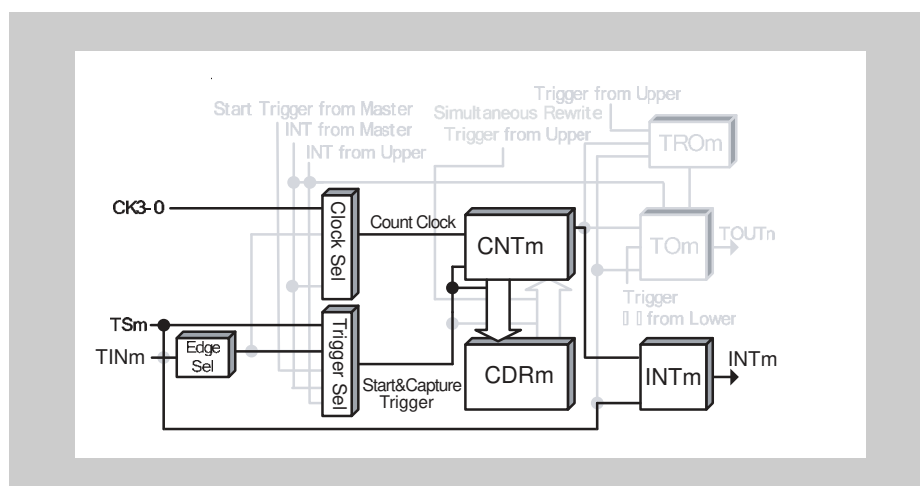 Trigger from Upper
Start Trigger from Master
Simultaneous Rewrite
INT from Master
Trigger from Upper
INT from Upper
TROm
CK3-0
Clock Sel
Count Clock
CNTm
TOm
TOUTn
Trigger
from Lower
TSm
TINm
Edge
Sel
Trigger Sel
Start&Capture
Trigger
CDRm
INTm
INTm